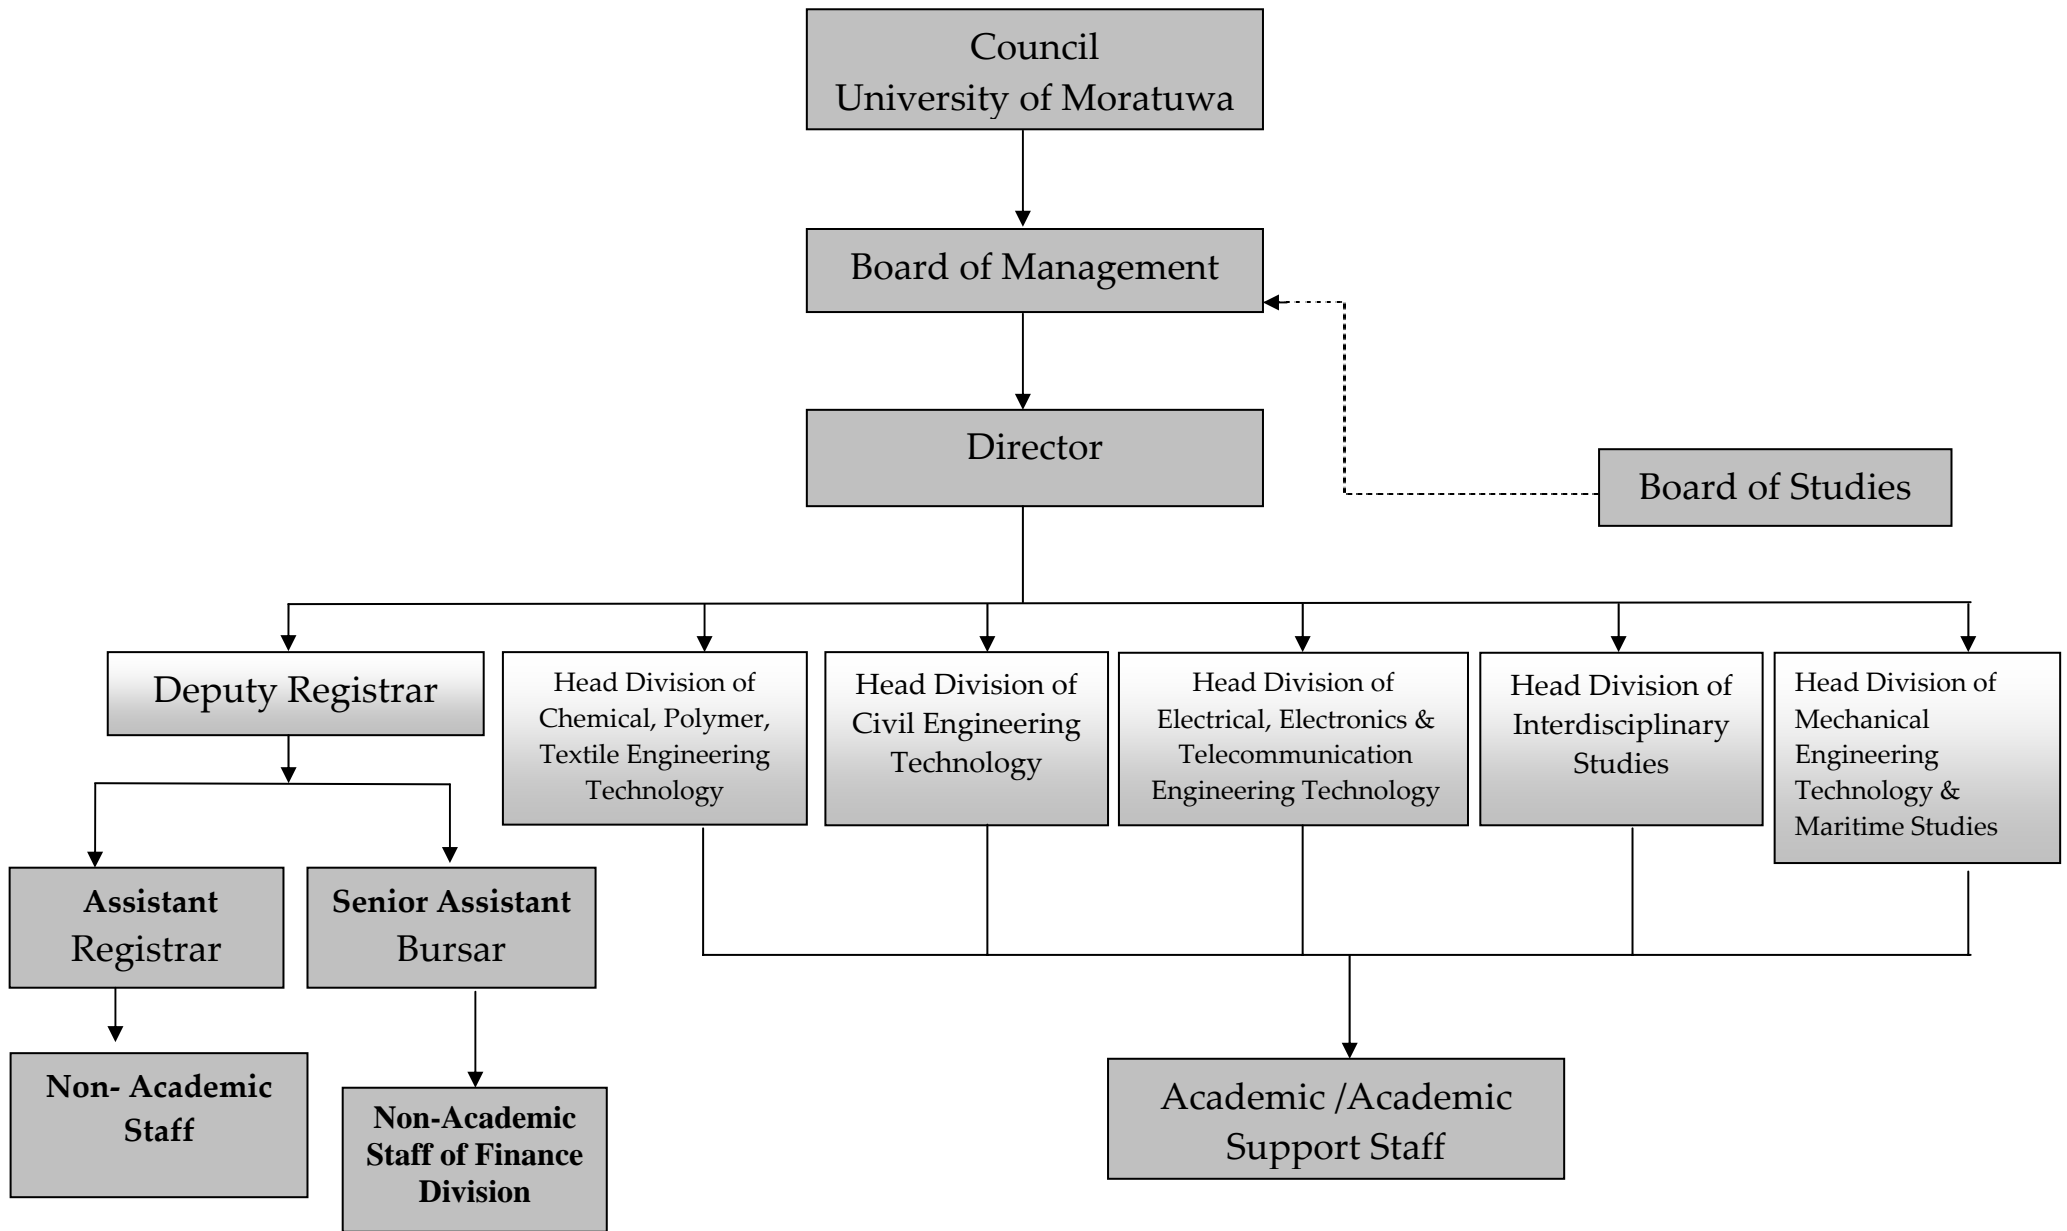 Council
University of Moratuwa
Board of Management
Director
Board of Studies
Deputy Registrar
Head Division of
Chemical, Polymer,
Textile Engineering
Technology
Head Division of
Civil Engineering
Technology
Head Division of
Electrical, Electronics &
Telecommunication
Engineering Technology
Head Division of
Interdisciplinary
Studies
Head Division of
Mechanical
Engineering
Technology &
Maritime Studies
Assistant
Registrar
Senior Assistant
Bursar
Non- Academic
Staff
Non-Academic
Staff of Finance
Division
Academic /Academic
Support Staff